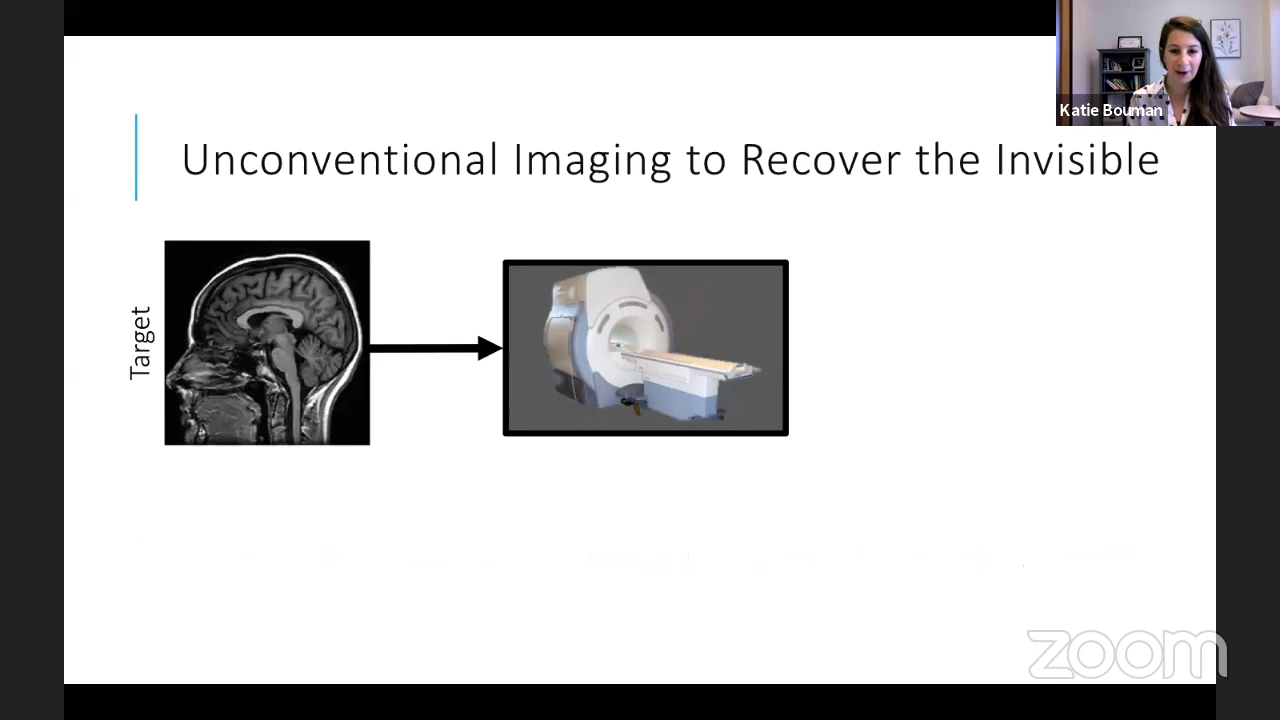 Katie Bouman
Unconventional Imaging to Recover the Invisible
Target
zoom